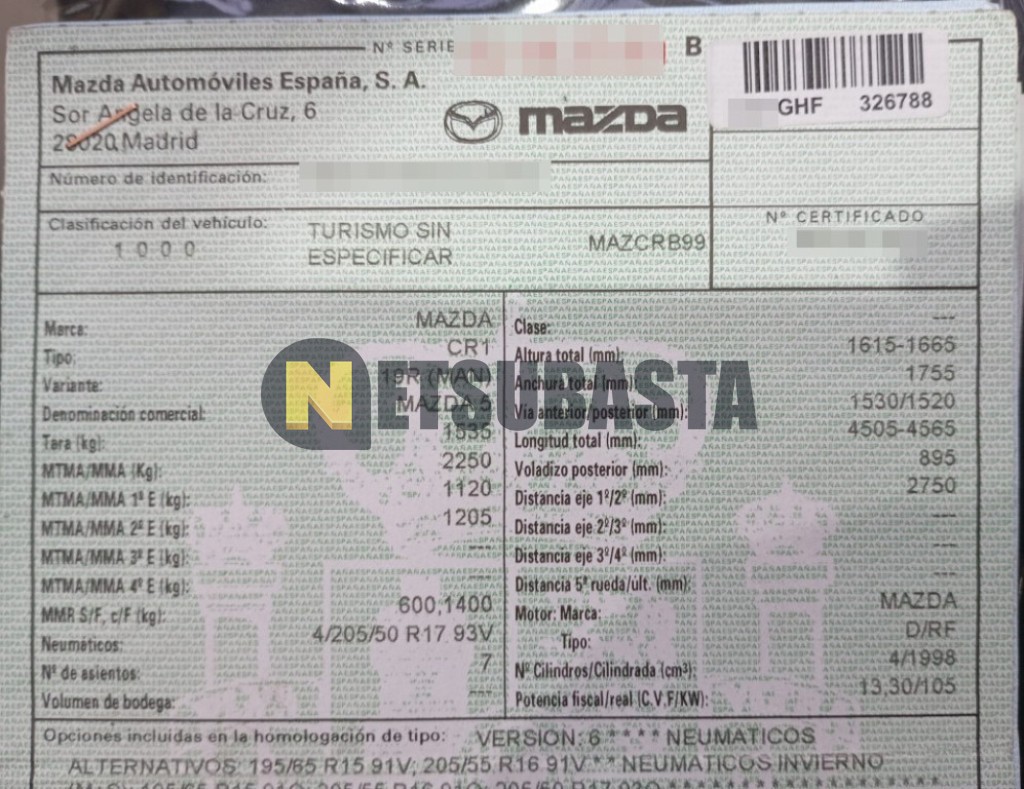 Nº SERIE B
Mazda Automóviles España, S. A.
Sor Angela de la Cruz, 6
28020 Madrid
mazda
GHF 326788
Número de identificación:
Clasificación del vehículo:
1 0 0 0
TURISMO SIN
ESPECIFICAR
MAZCRB99
Nº CERTIFICADO
Marca: MAZDA
Tipo: CR1
Variante: 19R (MAN)
Denominación comercial: MAZDA 5
Tara (kg): 1535
MTMA/MMA (Kg): 2250
MTMA/MMA 1º E (kg): 1120
MTMA/MMA 2º E (kg): 1205
MTMA/MMA 3º E (kg): ---
MTMA/MMA 4º E (kg): ---
MMR S/F, c/F (kg): 600,1400
Neumáticos: 4/205/50 R17 93V
Nº de asientos: 7
Volumen de bodega: ---
Clase: ---
Altura total (mm): 1615-1665
Anchura total (mm): 1755
Via anterior/posterior (mm): 1530/1520
Longitud total (mm): 4505-4565
Voladizo posterior (mm): 895
Distancia eje 1º/2º (mm): 2750
Distancia eje 2º/3º (mm): ---
Distancia eje 3º/4º (mm): ---
Distancia 5ª rueda/ult. (mm): ---
Motor: Marca: MAZDA
Tipo: D/RF
Nº Cilindros/Cilindrada (cm³): 4/1998
Potencia fiscal/real (C.V.F/KW): 13,30/105
NETSUBASTA
Opciones incluidas en la homologación de tipo: VERSION: 6 * * * * NEUMATICOS
ALTERNATIVOS: 195/65 R15 91V; 205/55 R16 91V * * NEUMATICOS INVIERNO